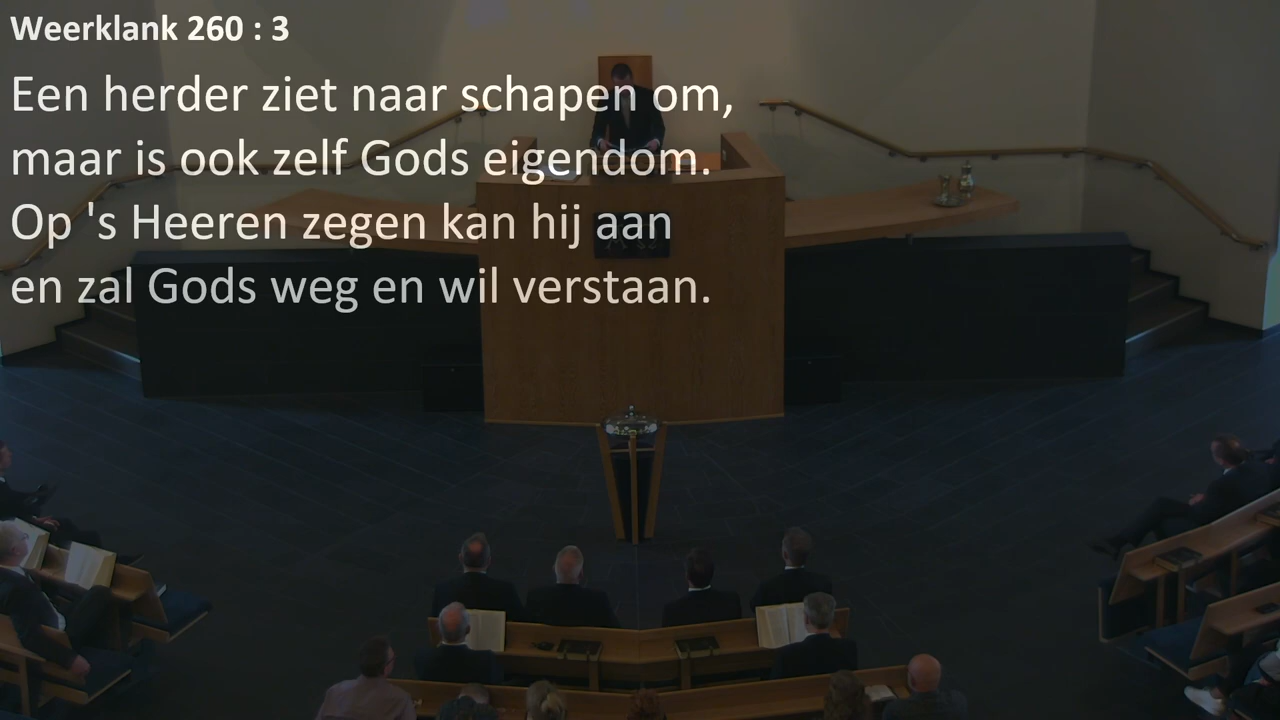 Weerklank 260 : 3
Een herder ziet naar schapen om,
maar is ook zelf Gods eigendom.
Op 's Heeren zegen kan hij aan
en zal Gods weg en wil verstaan.